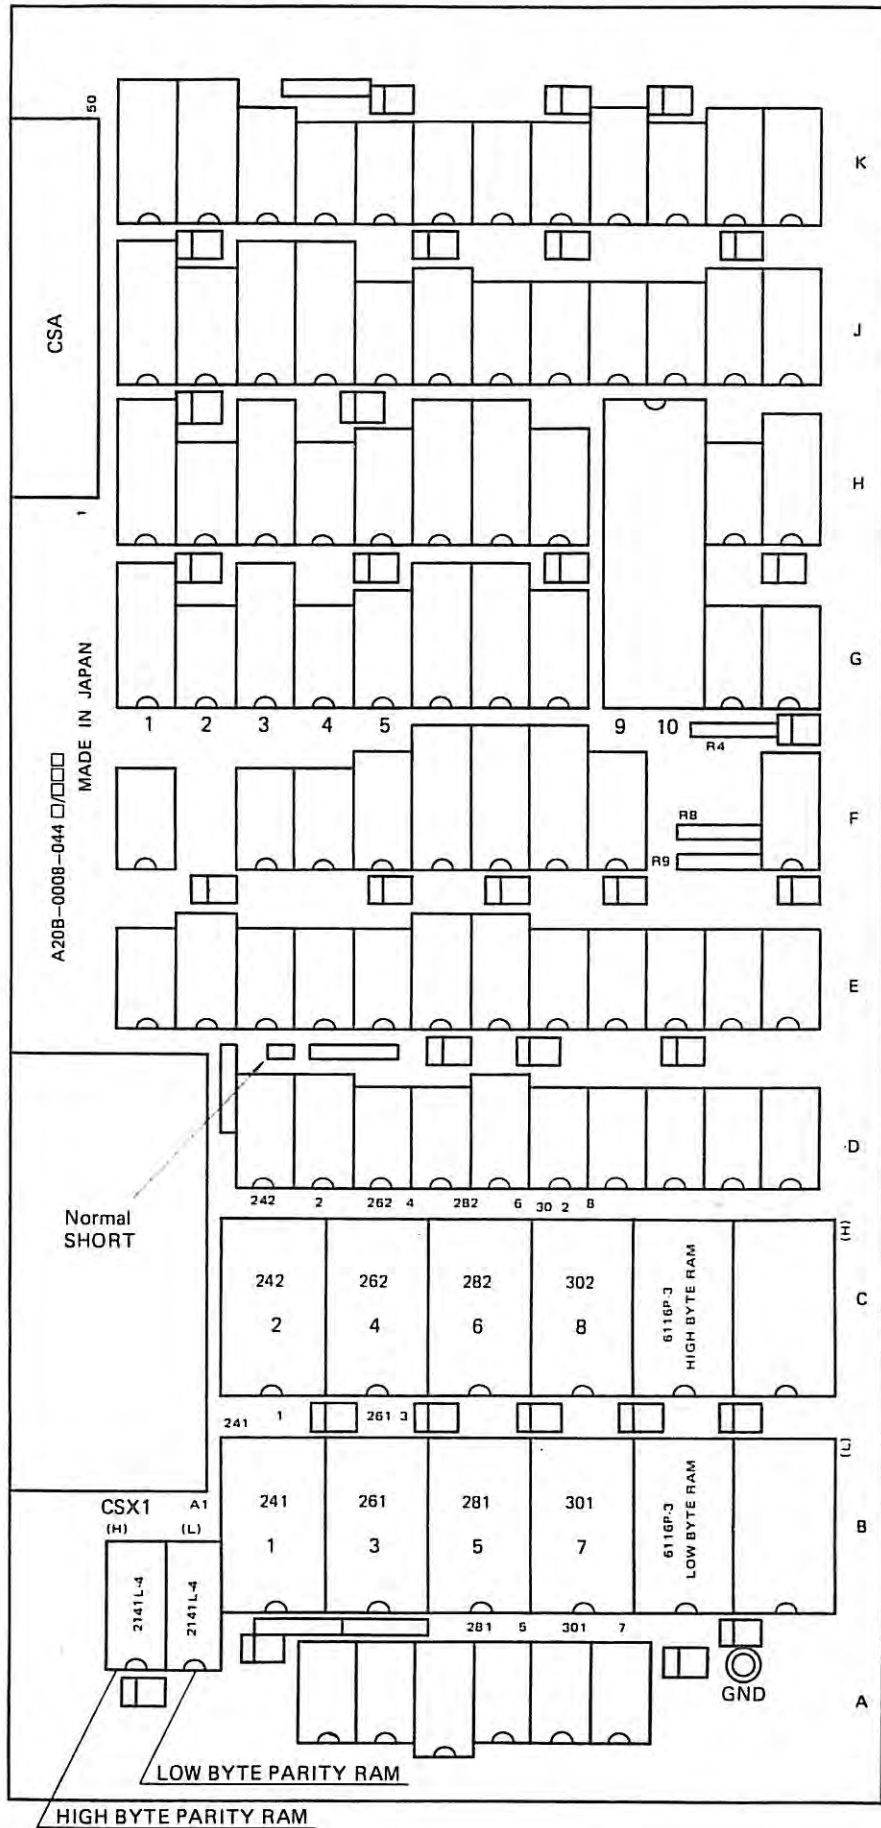 50
K
CSA
J
H
1
G
MADE IN JAPAN
1 2 3 4 5 9 10
R4
A20B-0008-044 □/□□□
R8
F
R9
E
D
Normal
SHORT
242 2 262 4 282 6 30 2 8
(H)
242 262 282 302
2 4 6 8
6116P-3
HIGH BYTE RAM
C
241 1 261 3
(L)
CSX1 A1
(H) (L)
241 261 281 301
1 3 5 7
6116P-3
LOW BYTE RAM
B
2141L-4
2141L-4
281 5 301 7
GND
A
LOW BYTE PARITY RAM
HIGH BYTE PARITY RAM